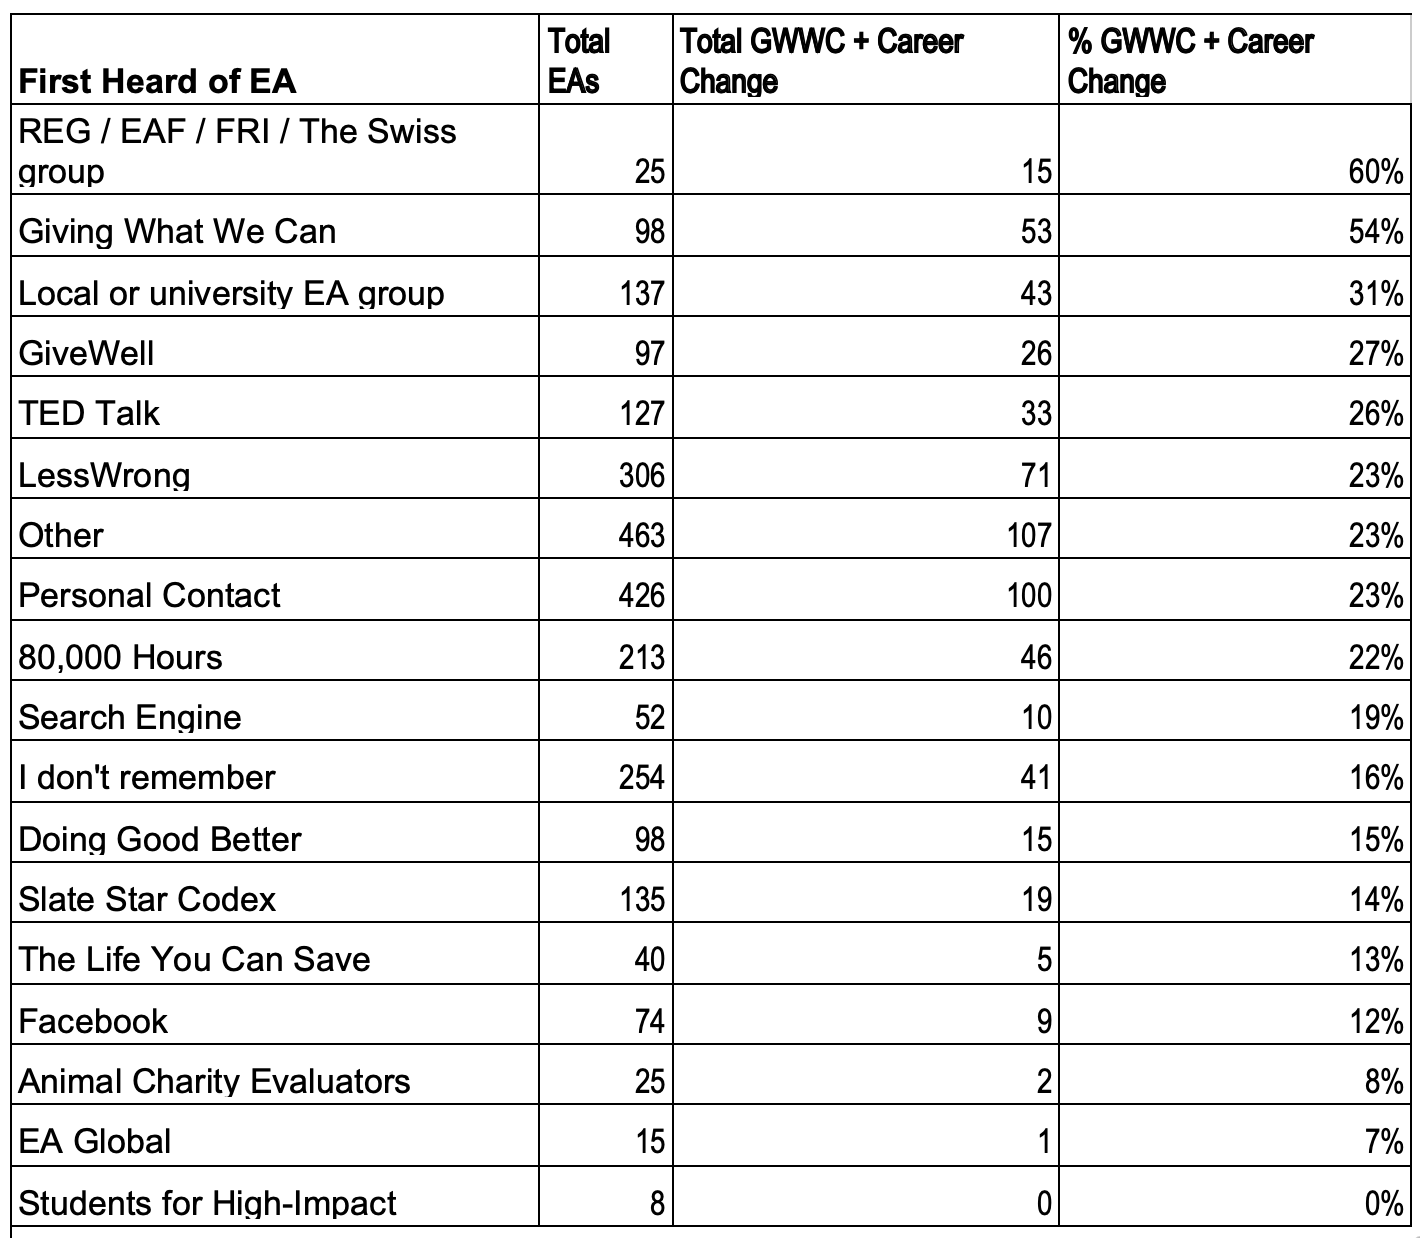 First Heard of EA Total EAs Total GWWC + Career Change % GWWC + Career Change
REG / EAF / FRI / The Swiss group 25 15 60%
Giving What We Can 98 53 54%
Local or university EA group 137 43 31%
GiveWell 97 26 27%
TED Talk 127 33 26%
LessWrong 306 71 23%
Other 463 107 23%
Personal Contact 426 100 23%
80,000 Hours 213 46 22%
Search Engine 52 10 19%
I don't remember 254 41 16%
Doing Good Better 98 15 15%
Slate Star Codex 135 19 14%
The Life You Can Save 40 5 13%
Facebook 74 9 12%
Animal Charity Evaluators 25 2 8%
EA Global 15 1 7%
Students for High-Impact 8 0 0%